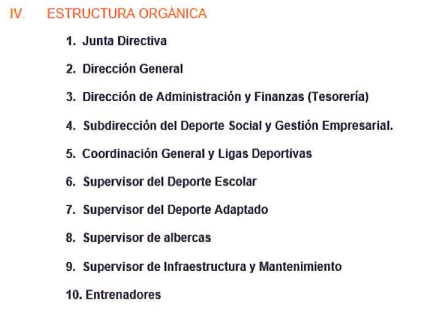 IV. ESTRUCTURA ORGÀNICA
1. Junta Directiva
2. Dirección General
3. Dirección de Administración y Finanzas (Tesorería)
4. Subdirección del Deporte Social y Gestión Empresarial.
5. Coordinación General y Ligas Deportivas
6. Supervisor del Deporte Escolar
7. Supervisor del Deporte Adaptado
8. Supervisor de albercas
9. Supervisor de Infraestructura y Mantenimiento
10. Entrenadores